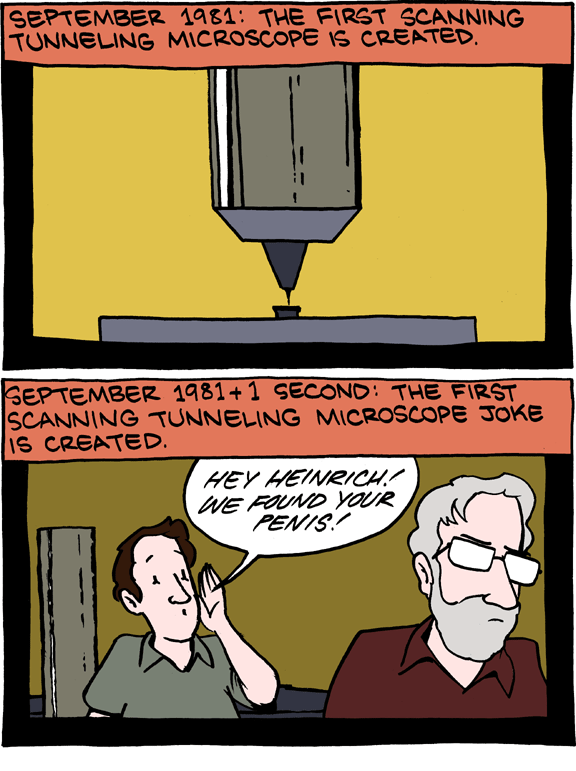 SEPTEMBER 1981: THE FIRST SCANNING
TUNNELING MICROSCOPE IS CREATED.
SEPTEMBER 1981+1 SECOND: THE FIRST
SCANNING TUNNELING MICROSCOPE JOKE
IS CREATED.
HEY HEINRICH!
WE FOUND YOUR
PENIS!